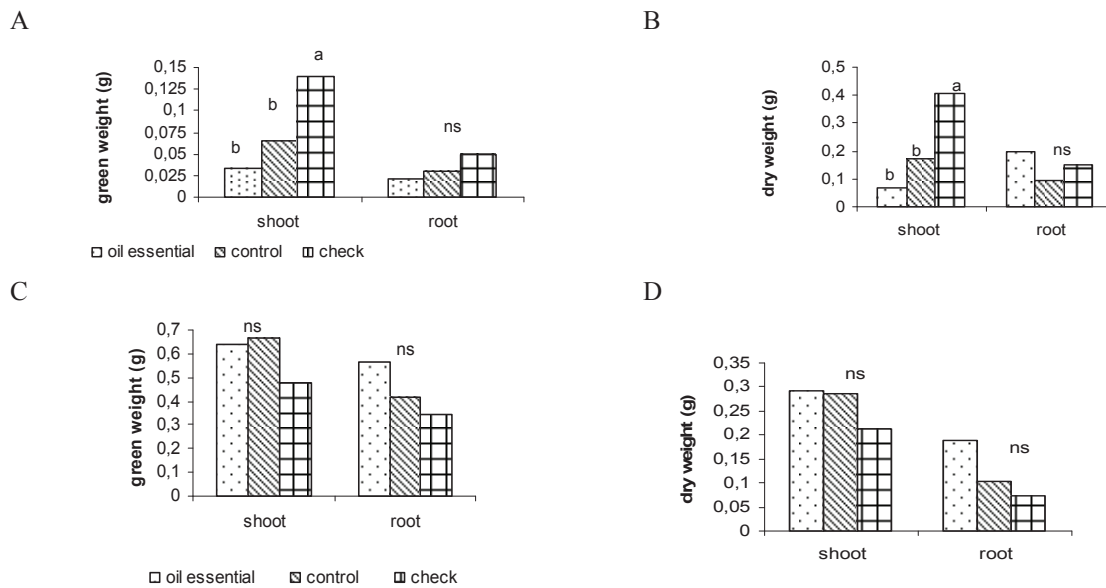 A
green weight (g)
0,15
0,125
0,1
0,075
0,05
0,025
0
b
b
a
ns
shoot root
oil essential control check
B
dry weight (g)
0,5
0,4
0,3
0,2
0,1
0
b
b
a
ns
shoot root
C
green weight (g)
0,7
0,6
0,5
0,4
0,3
0,2
0,1
0
ns
ns
shoot root
oil essential control check
D
dry weight (g)
0,35
0,3
0,25
0,2
0,15
0,1
0,05
0
ns
ns
shoot root